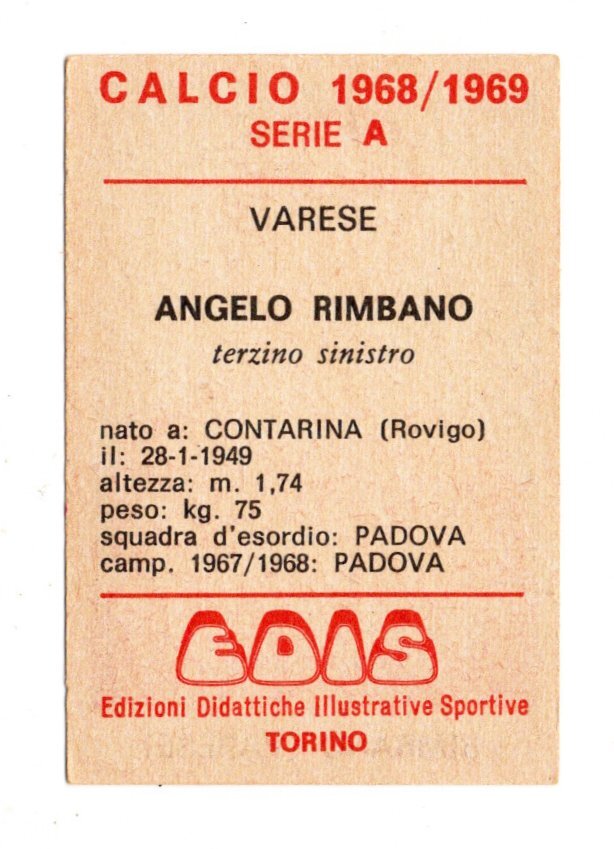 CALCIO 1968/1969
SERIE A
VARESE
ANGELO RIMBANO
terzino sinistro
nato a: CONTARINA (Rovigo)
il: 28-1-1949
altezza: m. 1,74
peso: kg. 75
squadra d'esordio: PADOVA
camp. 1967/1968: PADOVA
EDIS
Edizioni Didattiche Illustrative Sportive
TORINO